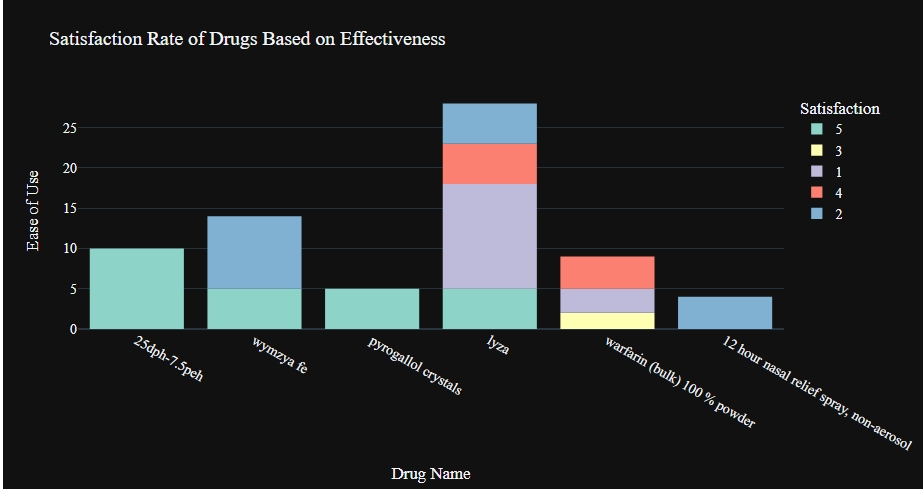 Satisfaction Rate of Drugs Based on Effectiveness
Satisfaction
5
3
1
4
2
Ease of Use
25
20
15
10
5
0
25dph-7.5peh
wymzya fe
pyrogallol crystals
lyza
warfarin (bulk) 100 % powder
12 hour nasal relief spray, non-aerosol
Drug Name